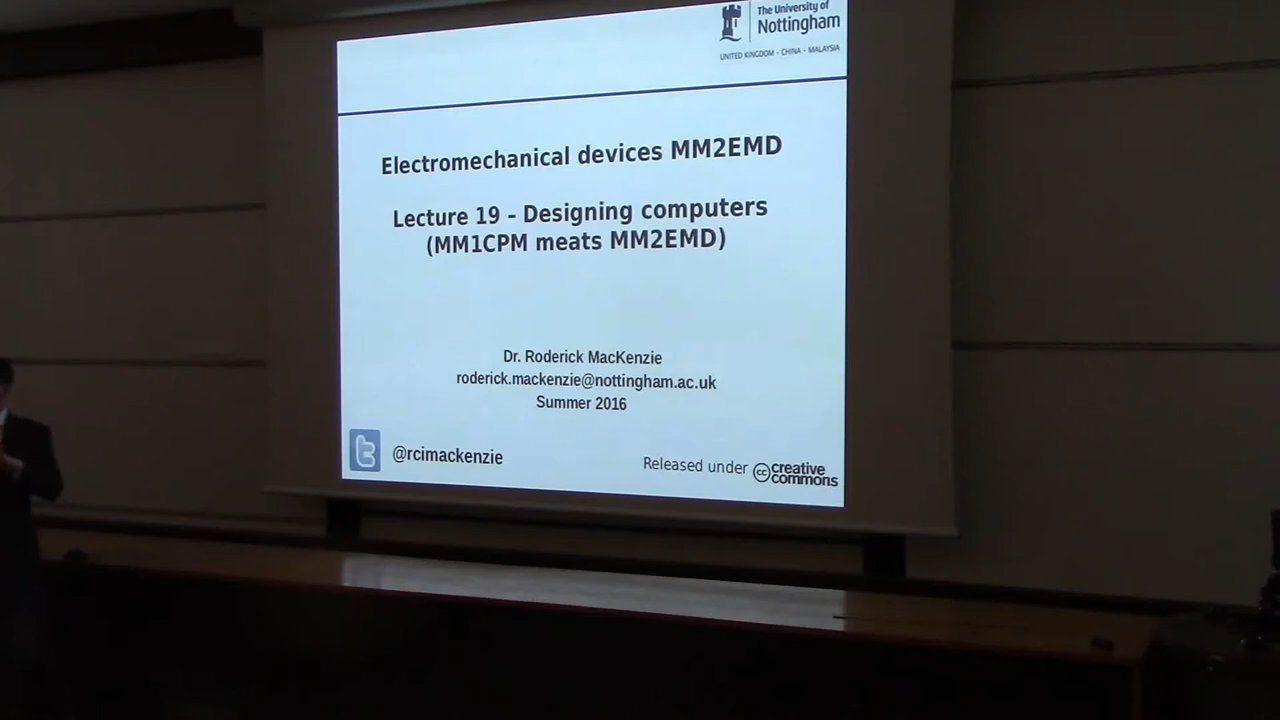 The University of
Nottingham
UNITED KINGDOM · CHINA · MALAYSIA
Electromechanical devices MM2EMD
Lecture 19 – Designing computers
(MM1CPM meats MM2EMD)
Dr. Roderick MacKenzie
roderick.mackenzie@nottingham.ac.uk
Summer 2016
@rcimackenzie
Released under cc creative
commons